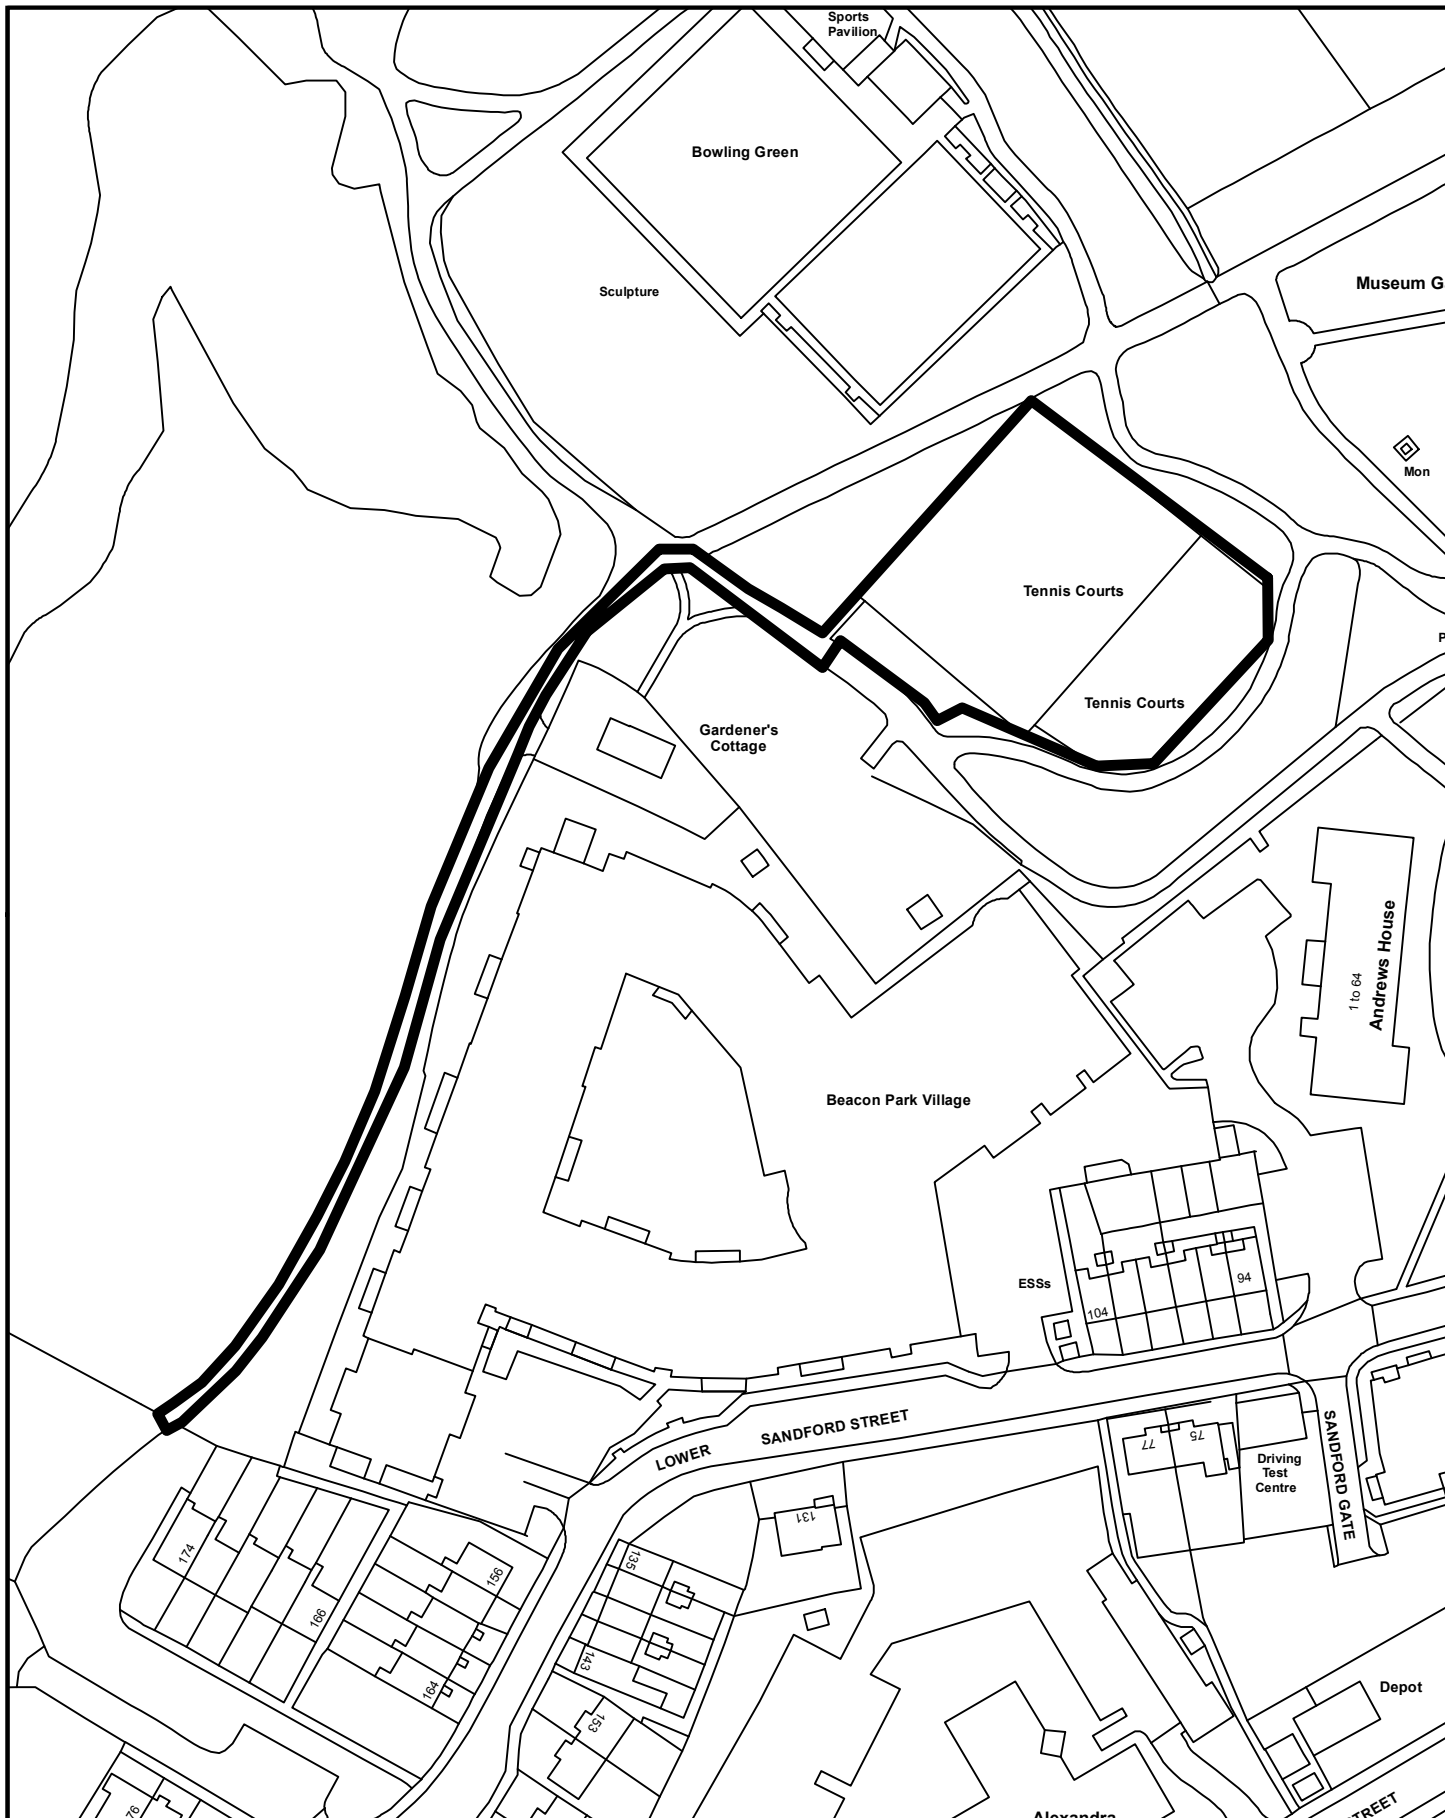 Sports
Pavilion
Bowling Green
Museum G
Sculpture
Mon
Tennis Courts
P
Tennis Courts
Gardener's
Cottage
1 to 64
Andrews House
Beacon Park Village
ESSs
94
104
LOWER
SANDFORD STREET
SANDFORD GATE
77
75
Driving
Test
Centre
131
174
166
156
164
135
143
153
Depot
76
STREET
Alexandra